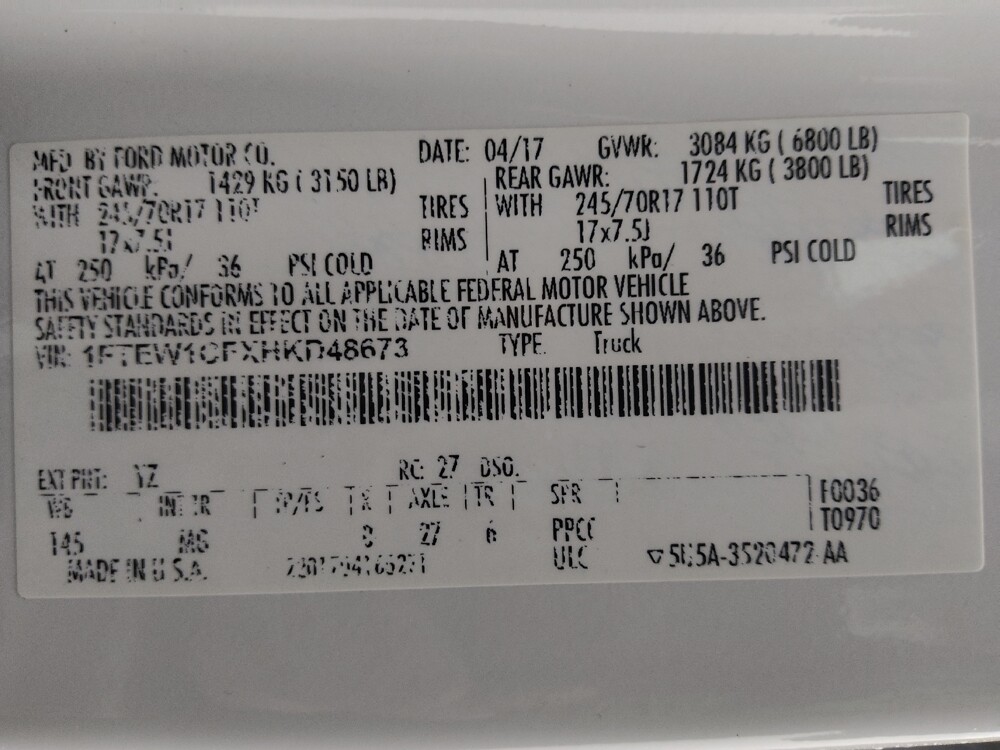 MFD. BY FORD MOTOR CO. DATE: 04/17 GVWR: 3084 KG ( 6800 LB)
FRONT GAWR: 1429 KG ( 3150 LB) REAR GAWR: 1724 KG ( 3800 LB)
WITH 245/70R17 110T TIRES WITH 245/70R17 110T TIRES
17x7.5J RIMS 17x7.5J RIMS
AT 250 kPa/ 36 PSI COLD AT 250 kPa/ 36 PSI COLD
THIS VEHICLE CONFORMS TO ALL APPLICABLE FEDERAL MOTOR VEHICLE
SAFETY STANDARDS IN EFFECT ON THE DATE OF MANUFACTURE SHOWN ABOVE.
VIN: 1FTEW1CFXHKD48673 TYPE: Truck
EXT PNT: YZ RC: 27 DSO:
WB INT TR TP/PS R AXLE TR SPR F0036
T0970
145 MG 8 27 6 PPCC
MADE IN U.S.A. ULC 5U5A-3520472-AA